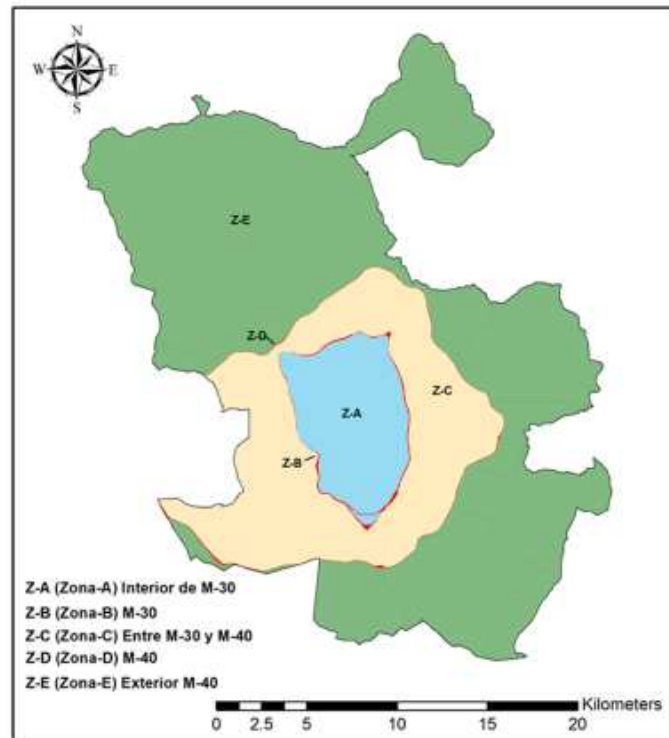 N
W E
S
Z-E
Z-D
Z-C
Z-A
Z-B
Z-A (Zona-A) Interior de M-30
Z-B (Zona-B) M-30
Z-C (Zona-C) Entre M-30 y M-40
Z-D (Zona-D) M-40
Z-E (Zona-E) Exterior M-40
Kilometers
0 2.5 5 10 15 20